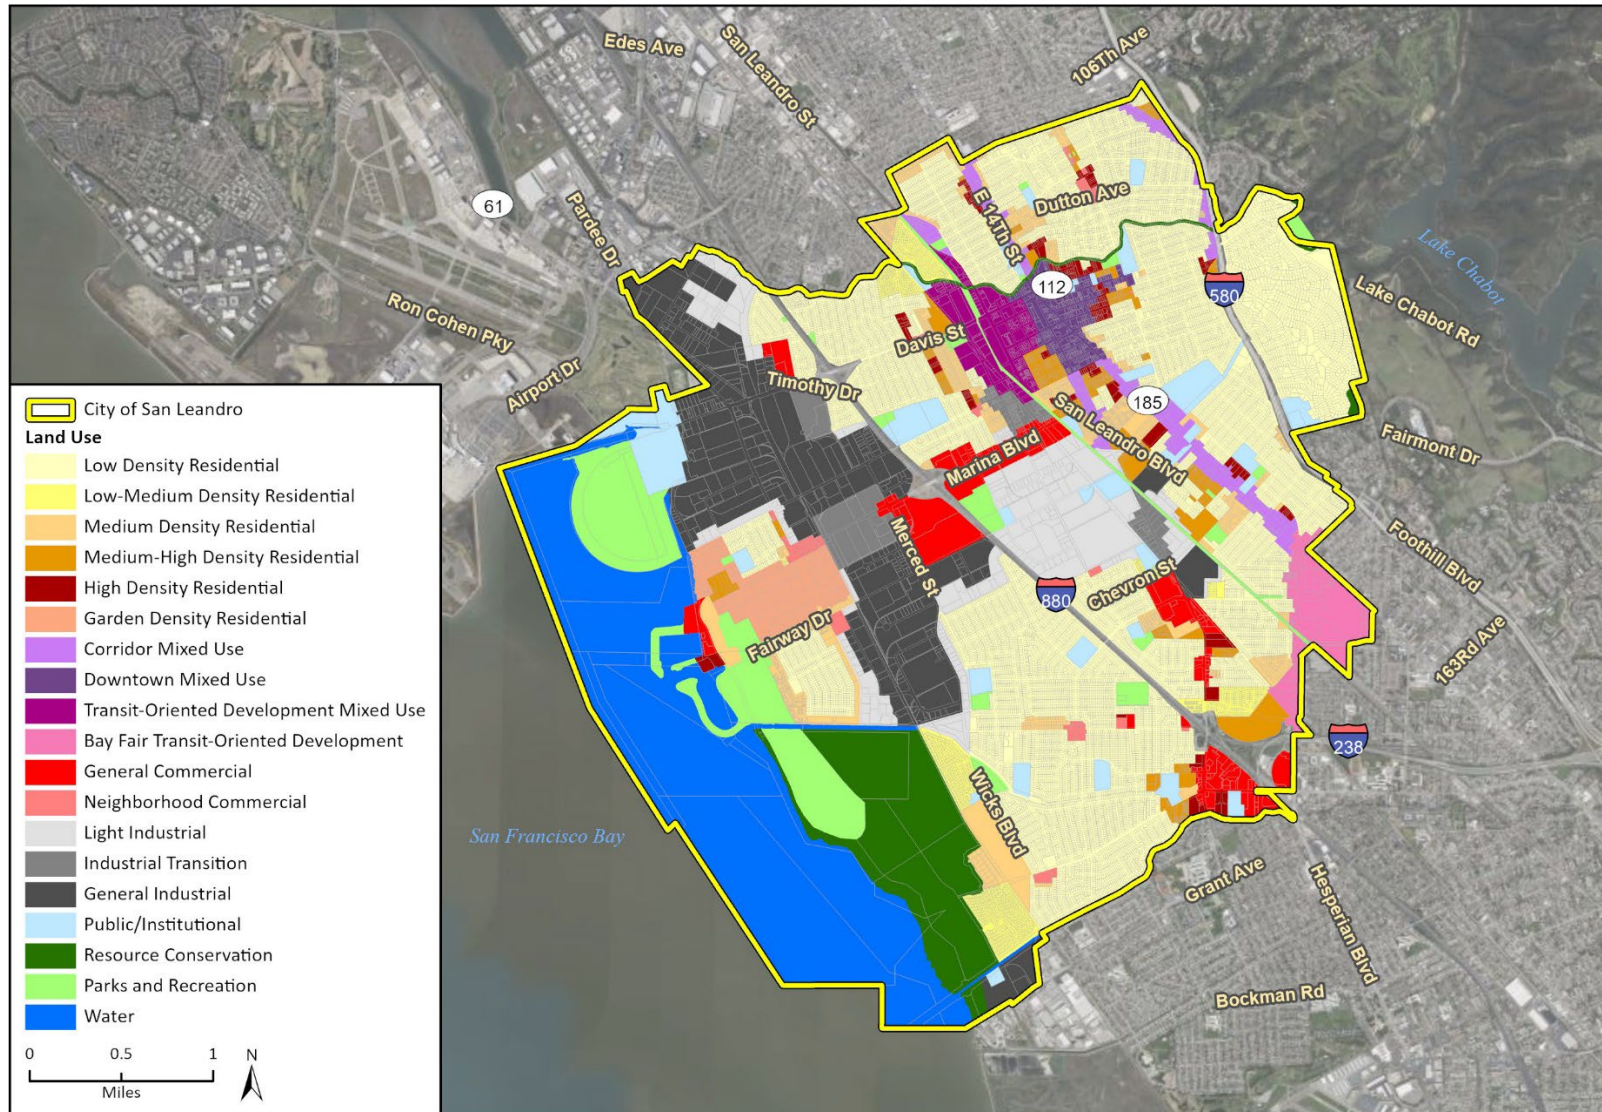 Edes Ave
San Leandro St
106Th Ave
61
Pardee Dr
E 14Th St
Dutton Ave
Lake Chabot
112
580
Lake Chabot Rd
Ron Cohen Pky
Davis St
Airport Dr
Timothy Dr
185
San Leandro Blvd
Fairmont Dr
Marina Blvd
Merced St
Foothill Blvd
Chevron St
880
Fairway Dr
163Rd Ave
238
Wicks Blvd
San Francisco Bay
Grant Ave
Hesperian Blvd
Bockman Rd
City of San Leandro
Land Use
Low Density Residential
Low-Medium Density Residential
Medium Density Residential
Medium-High Density Residential
High Density Residential
Garden Density Residential
Corridor Mixed Use
Downtown Mixed Use
Transit-Oriented Development Mixed Use
Bay Fair Transit-Oriented Development
General Commercial
Neighborhood Commercial
Light Industrial
Industrial Transition
General Industrial
Public/Institutional
Resource Conservation
Parks and Recreation
Water
0 0.5 1
Miles
N